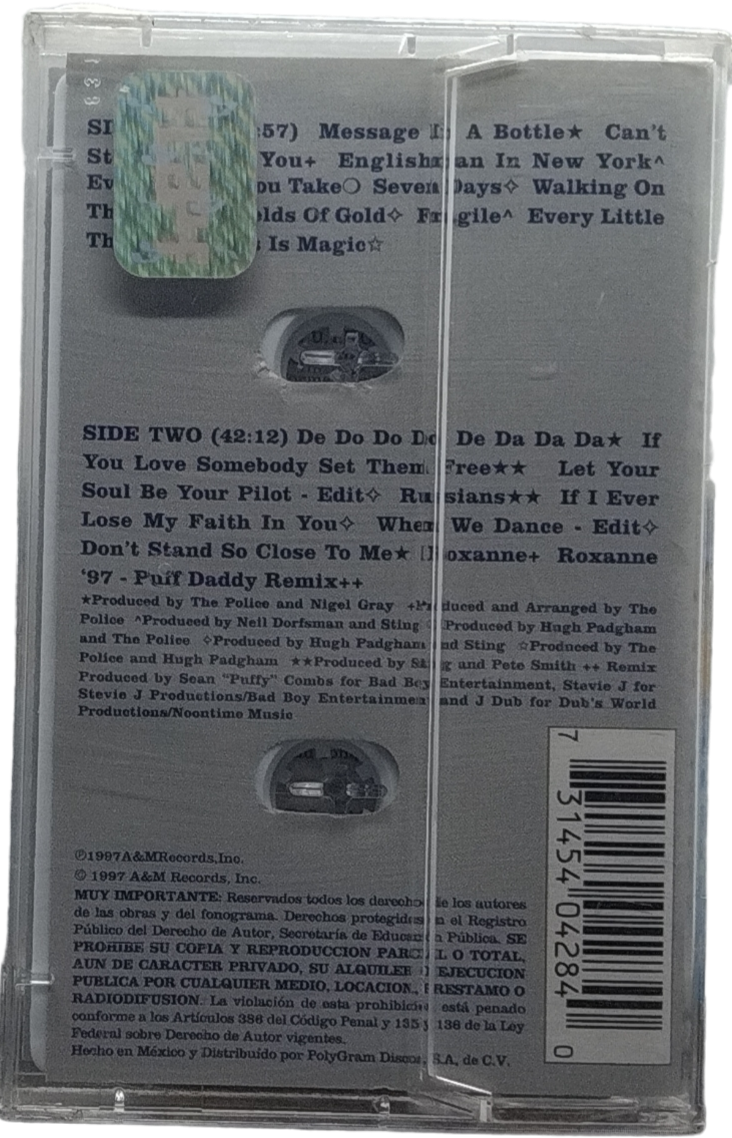 :57) Message In A Bottle★ Can't
You+ Englishman In New York^
ou Take❍ Seven Days✧ Walking On
lds Of Gold✧ Fragile^ Every Little
Is Magic☆
SIDE TWO (42:12) De Do Do Do De Da Da Da★ If
You Love Somebody Set Them Free★★ Let Your
Soul Be Your Pilot - Edit✧ Russians★★ If I Ever
Lose My Faith In You✧ When We Dance - Edit✧
Don't Stand So Close To Me★ Roxanne+ Roxanne
'97 - Puff Daddy Remix++
★Produced by The Police and Nigel Gray +Produced and Arranged by The
Police ^Produced by Neil Dorfsman and Sting Produced by Hugh Padgham
and The Police ✧Produced by Hugh Padgham and Sting ☆Produced by The
Police and Hugh Padgham ★★Produced by Sting and Pete Smith ++ Remix
Produced by Sean "Puffy" Combs for Bad Boy Entertainment, Stevie J for
Stevie J Productions/Bad Boy Entertainment and J Dub for Dub's World
Productions/Noontime Music
℗1997A&MRecords,Inc.
© 1997 A&M Records, Inc.
MUY IMPORTANTE: Reservados todos los derechos de los autores
de las obras y del fonograma. Derechos protegidos en el Registro
Público del Derecho de Autor, Secretaría de Educación Pública. SE
PROHIBE SU COPIA Y REPRODUCCION PARCIAL O TOTAL,
AUN DE CARACTER PRIVADO, SU ALQUILER O EJECUCION
PUBLICA POR CUALQUIER MEDIO, LOCACION, PRESTAMO O
RADIODIFUSION. La violación de esta prohibición está penado
conforme a los Artículos 386 del Código Penal y 135 y 136 de la Ley
Federal sobre Derecho de Autor vigentes.
Hecho en México y Distribuído por PolyGram Discos, S.A, de C.V.
7 31454 04284 0